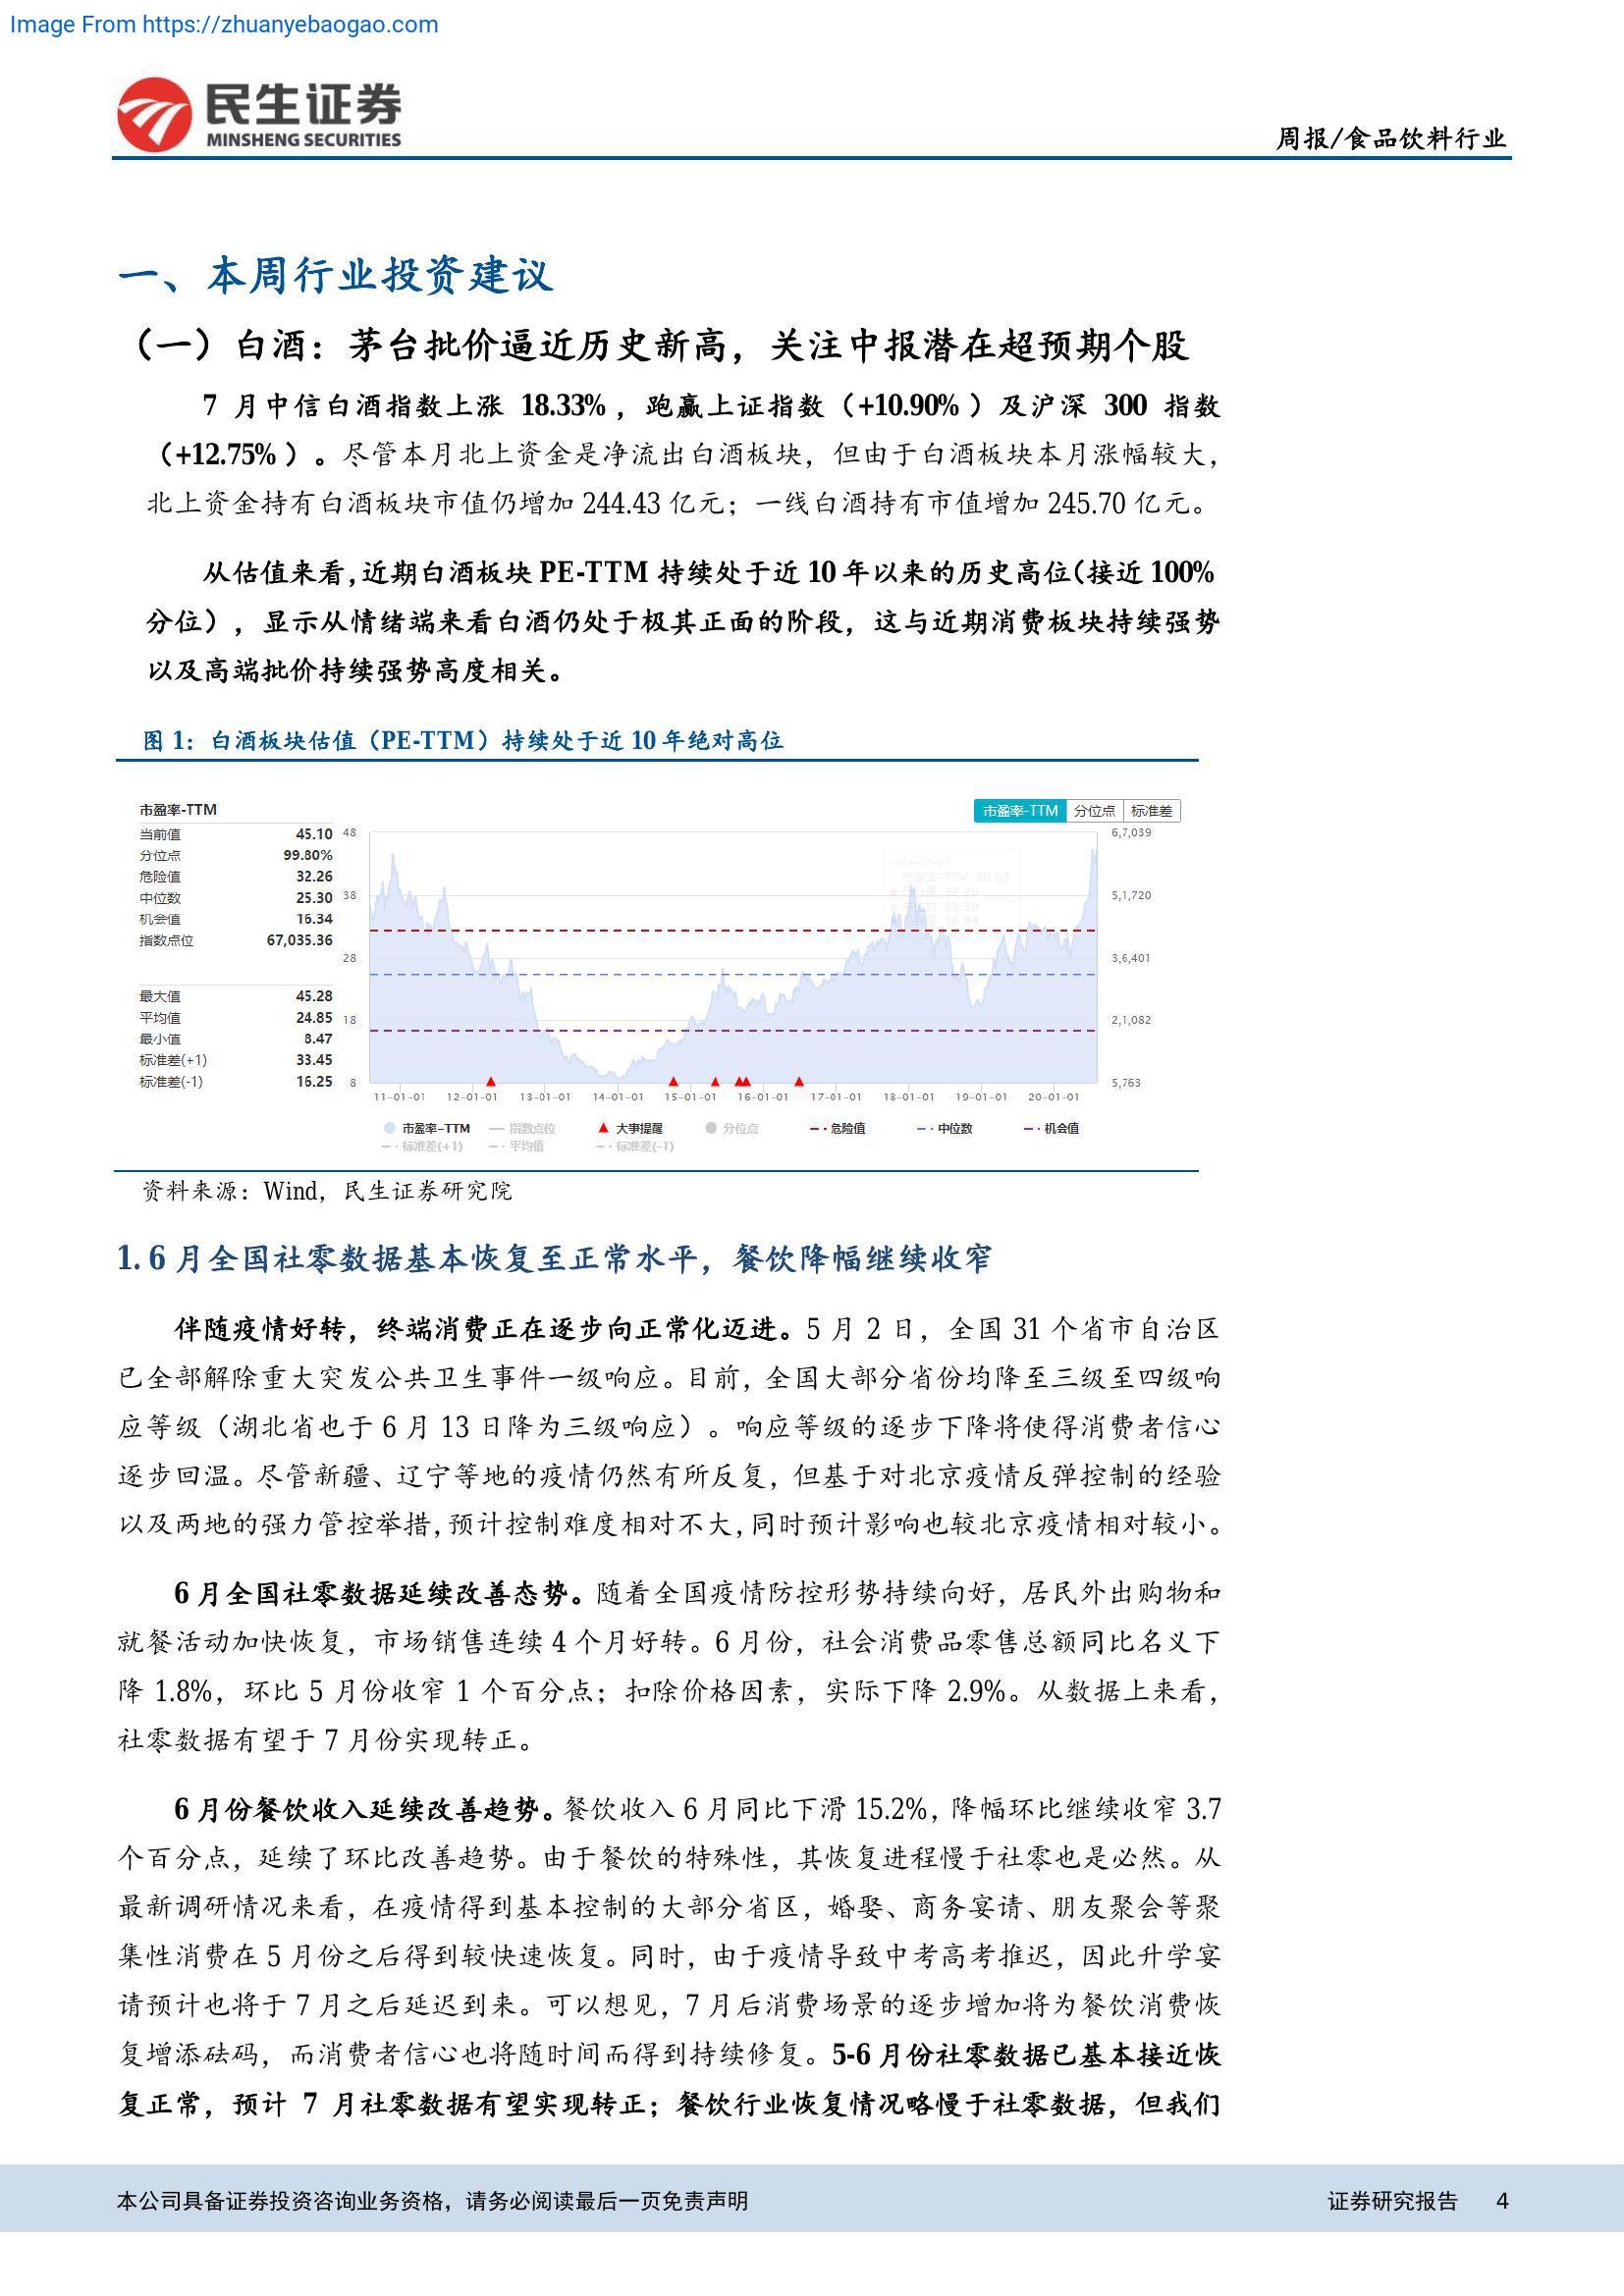 Image From https://zhuanyebaogao.com
民生证券
MINSHENG SECURITIES
周报/食品饮料行业
一、本周行业投资建议
（一）白酒：茅台批价逼近历史新高，关注中报潜在超预期个股
7 月中信白酒指数上涨 18.33%，跑赢上证指数（+10.90%）及沪深 300 指数
（+12.75%）。尽管本月北上资金是净流出白酒板块，但由于白酒板块本月涨幅较大，
北上资金持有白酒板块市值仍增加 244.43 亿元；一线白酒持有市值增加 245.70 亿元。
从估值来看，近期白酒板块 PE-TTM 持续处于近 10 年以来的历史高位（接近 100%
分位），显示从情绪端来看白酒仍处于极其正面的阶段，这与近期消费板块持续强势
以及高端批价持续强势高度相关。
图 1：白酒板块估值（PE-TTM）持续处于近 10 年绝对高位
市盈率-TTM
当前值 45.10
分位点 99.80%
危险值 32.26
中位数 25.30
机会值 16.34
指数点位 67,035.36
最大值 45.28
平均值 24.85
最小值 8.47
标准差(+1) 33.45
标准差(-1) 16.25
市盈率-TTM 分位点 标准差
48 6,7,039
38 5,1,720
28 3,6,401
18 2,1,082
8 5,763
市盈率-TTM 30.67
32.26
25.30
16.34
11-01-01 12-01-01 13-01-01 14-01-01 15-01-01 16-01-01 17-01-01 18-01-01 19-01-01 20-01-01
市盈率-TTM 指数点位 大事提醒 分位点 危险值 中位数 机会值
标准差(+1) 平均值 标准差(-1)
资料来源：Wind，民生证券研究院
1. 6 月全国社零数据基本恢复至正常水平，餐饮降幅继续收窄
伴随疫情好转，终端消费正在逐步向正常化迈进。5 月 2 日，全国 31 个省市自治区
已全部解除重大突发公共卫生事件一级响应。目前，全国大部分省份均降至三级至四级响
应等级（湖北省也于 6 月 13 日降为三级响应）。响应等级的逐步下降将使得消费者信心
逐步回温。尽管新疆、辽宁等地的疫情仍然有所反复，但基于对北京疫情反弹控制的经验
以及两地的强力管控举措，预计控制难度相对不大，同时预计影响也较北京疫情相对较小。
6 月全国社零数据延续改善态势。随着全国疫情防控形势持续向好，居民外出购物和
就餐活动加快恢复，市场销售连续 4 个月好转。6 月份，社会消费品零售总额同比名义下
降 1.8%，环比 5 月份收窄 1 个百分点；扣除价格因素，实际下降 2.9%。从数据上来看，
社零数据有望于 7 月份实现转正。
6 月份餐饮收入延续改善趋势。餐饮收入 6 月同比下滑 15.2%，降幅环比继续收窄 3.7
个百分点，延续了环比改善趋势。由于餐饮的特殊性，其恢复进程慢于社零也是必然。从
最新调研情况来看，在疫情得到基本控制的大部分省区，婚娶、商务宴请、朋友聚会等聚
集性消费在 5 月份之后得到较快速恢复。同时，由于疫情导致中考高考推迟，因此升学宴
请预计也将于 7 月之后延迟到来。可以想见，7 月后消费场景的逐步增加将为餐饮消费恢
复增添砝码，而消费者信心也将随时间而得到持续修复。5-6 月份社零数据已基本接近恢
复正常，预计 7 月社零数据有望实现转正；餐饮行业恢复情况略慢于社零数据，但我们
本公司具备证券投资咨询业务资格，请务必阅读最后一页免责声明 证券研究报告 4